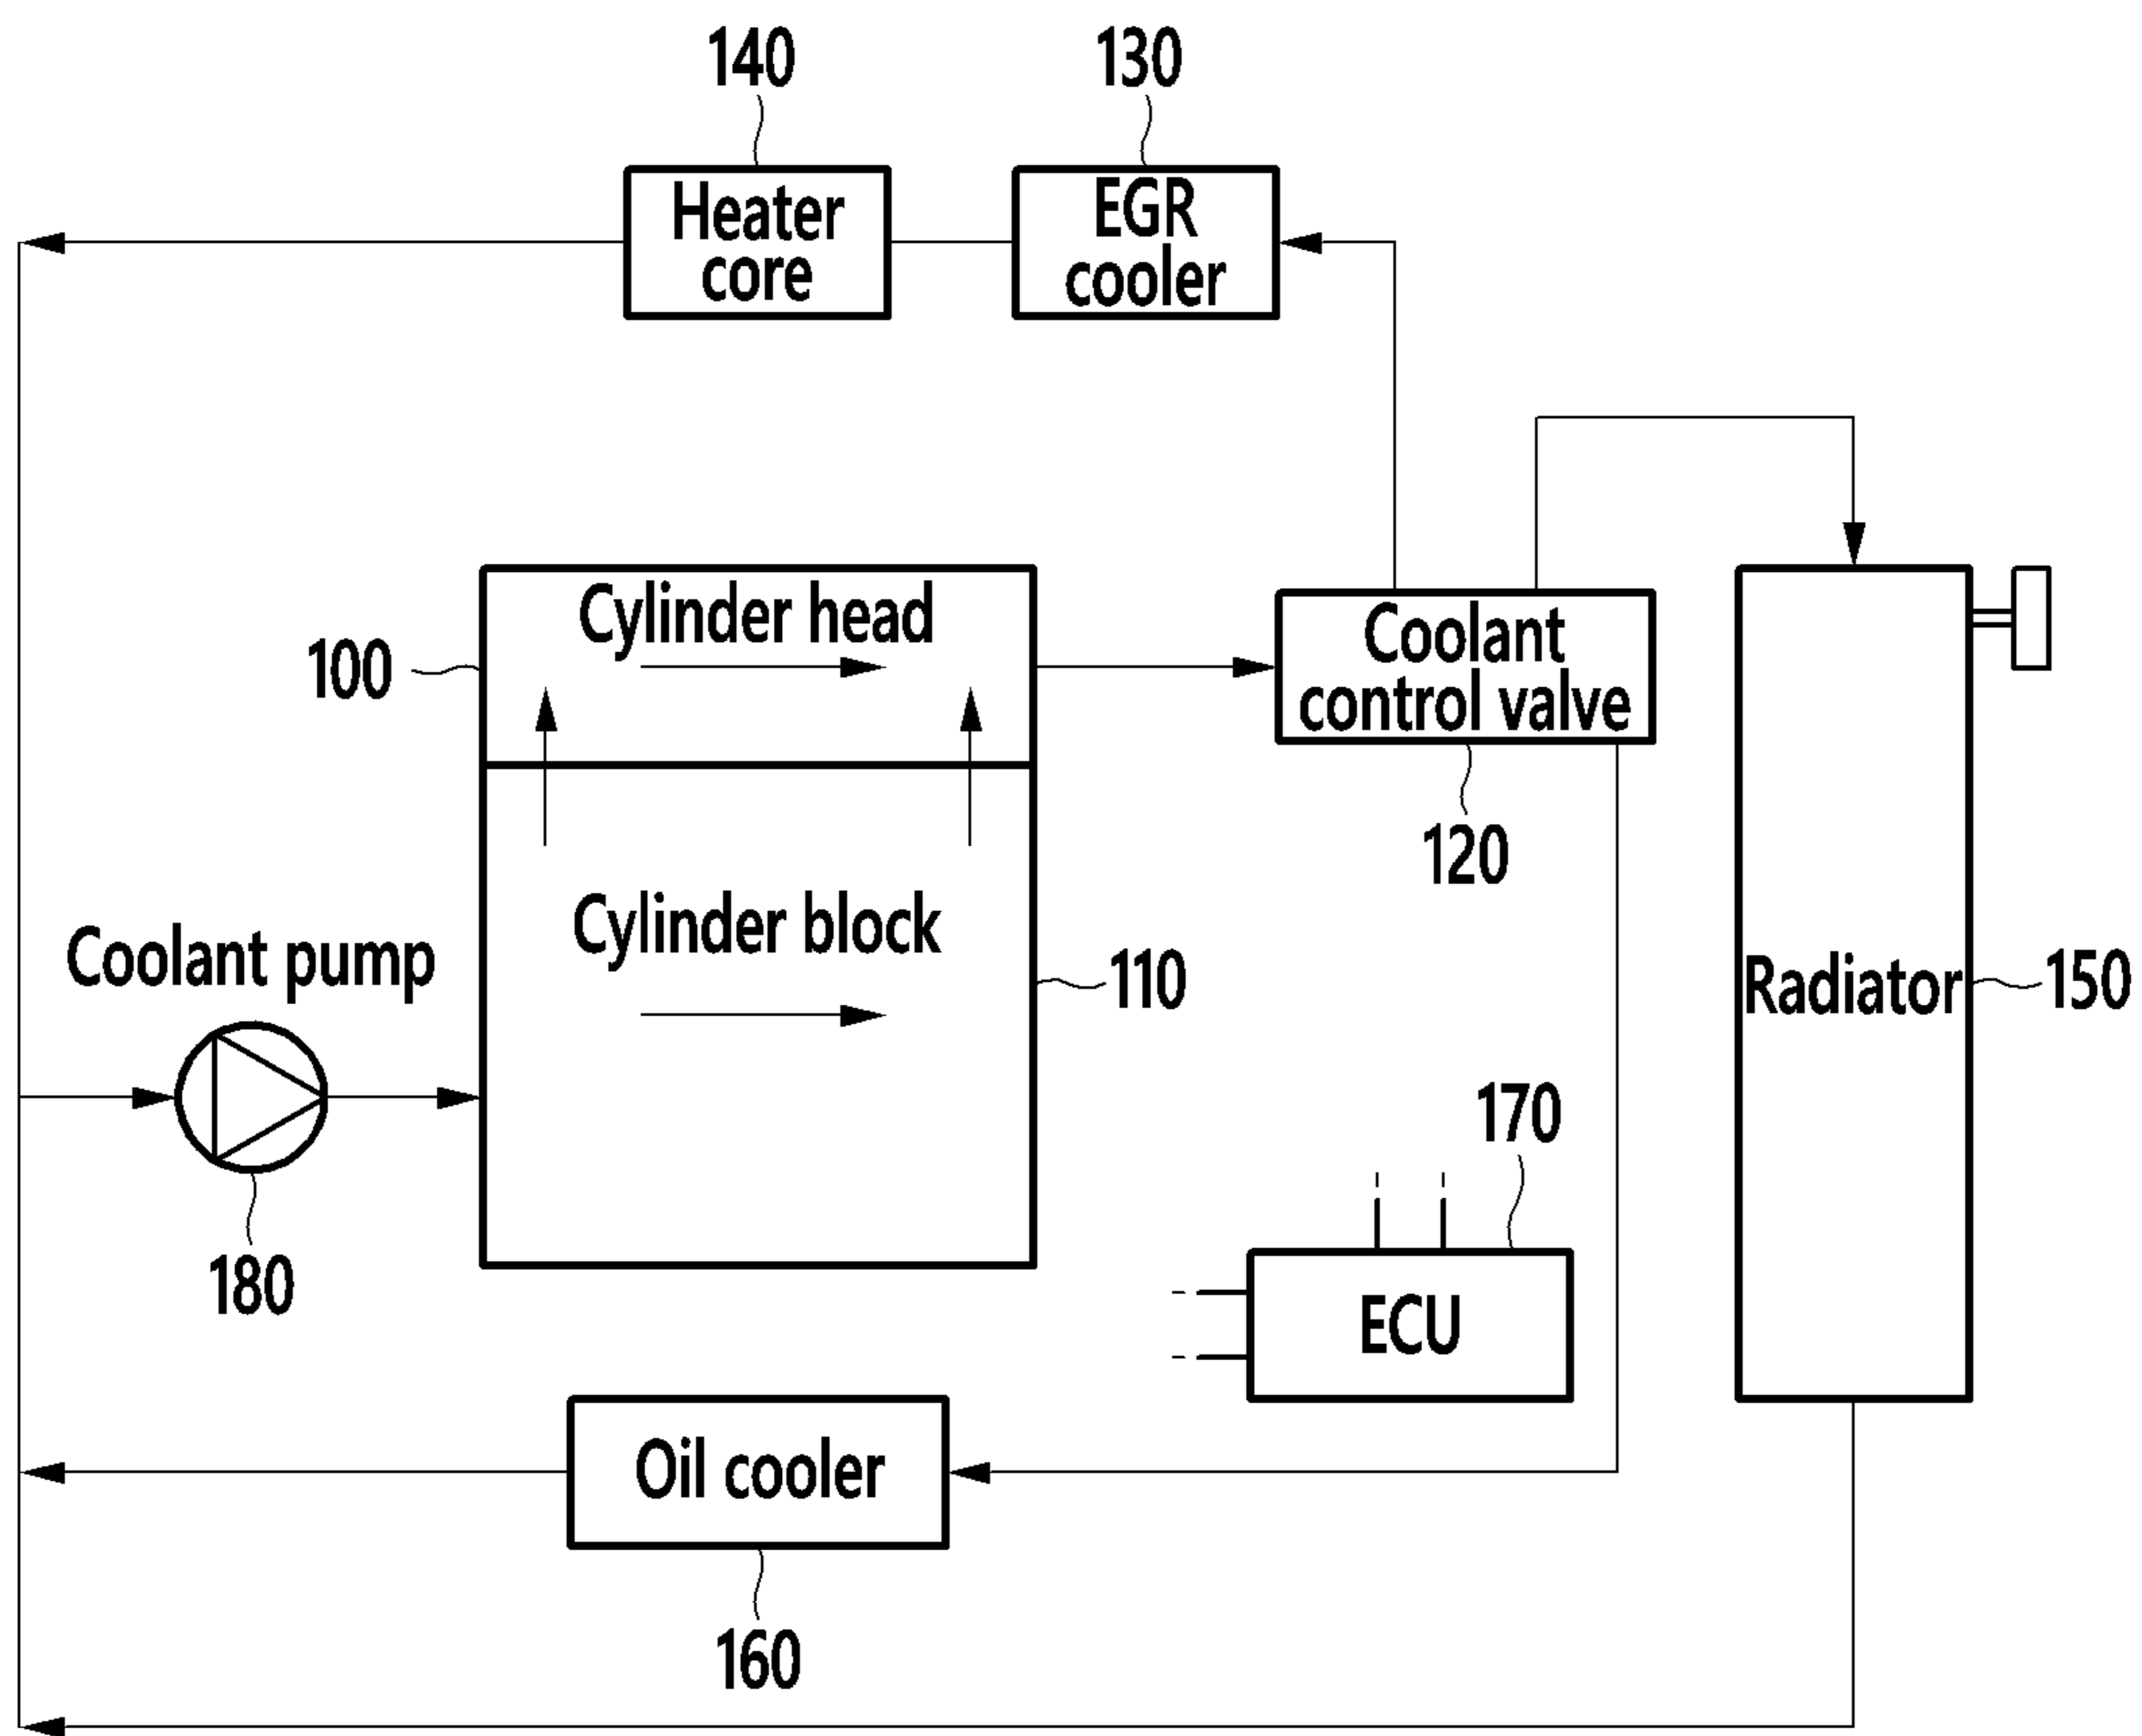 140
130
Heater
core
EGR
cooler
Cylinder head
100
Coolant
control valve
120
Cylinder block
Coolant pump
110
Radiator
150
170
180
ECU
Oil cooler
160